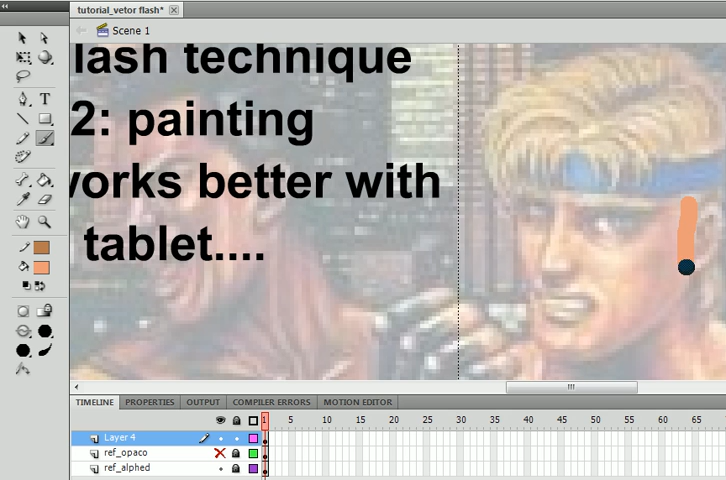 tutorial_vetor flash*
Scene 1
lash technique
2: painting
works better with
tablet....
TIMELINE PROPERTIES OUTPUT COMPILER ERRORS MOTION EDITOR
1 5 10 15 20 25 30 35 40 45 50 55 60 65
Layer 4
ref_opaco
ref_alphed